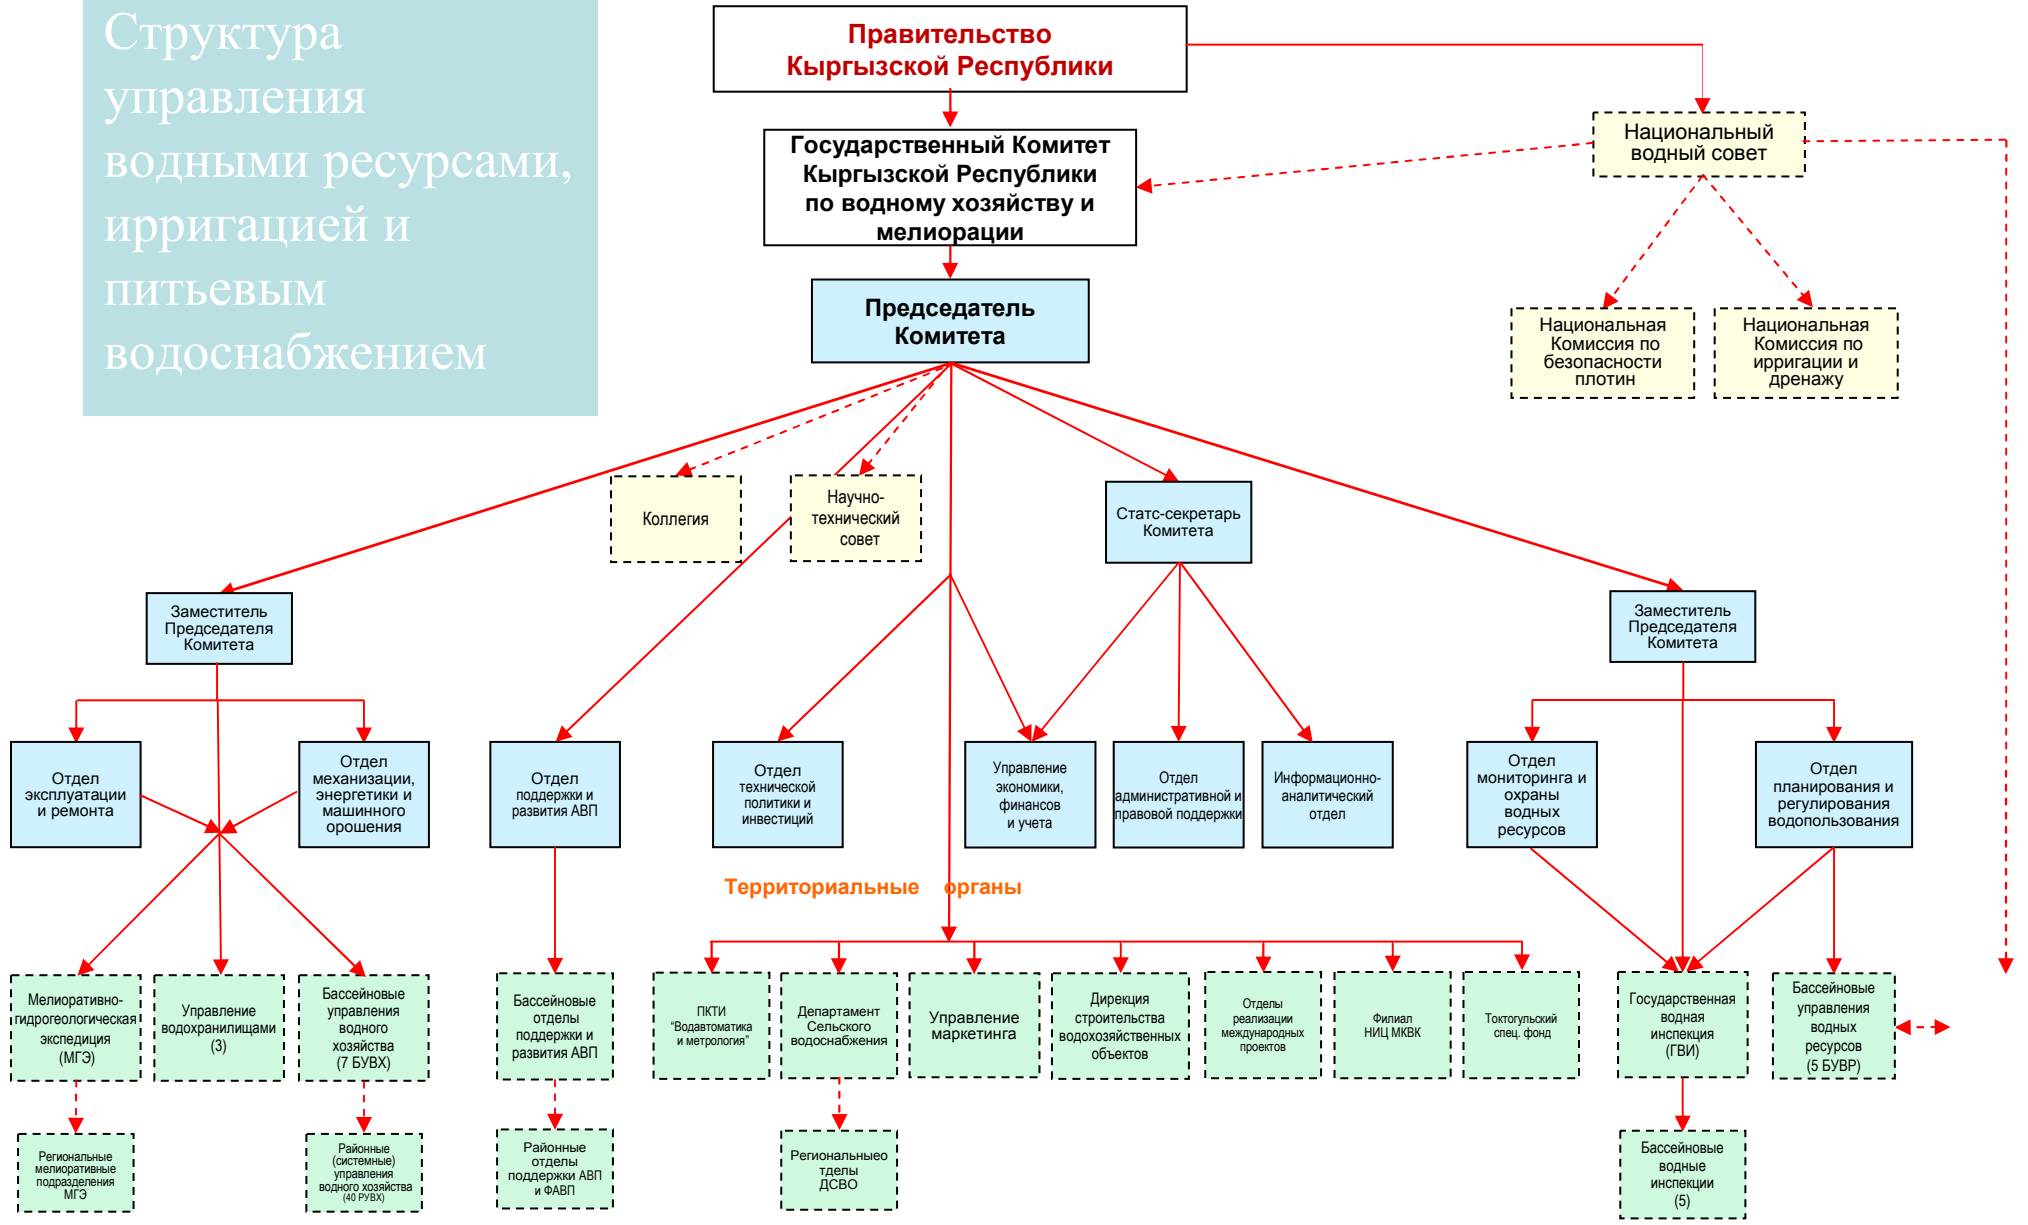 Структура
управления
водными ресурсами,
ирригацией и
питьевым
водоснабжением
Правительство
Кыргызской Республики
Государственный Комитет
Кыргызской Республики
по водному хозяйству и
мелиорации
Национальный
водный совет
Председатель
Комитета
Национальная
Комиссия по
безопасности
плотин
Национальная
Комиссия по
ирригации и
дренажу
Коллегия
Научно-
технический
совет
Статс-секретарь
Комитета
Заместитель
Председателя
Комитета
Заместитель
Председателя
Комитета
Отдел
эксплуатации
и ремонта
Отдел
механизации,
энергетики и
машинного
орошения
Отдел
поддержки
и развития АВП
Отдел
технической
политики и
инвестиций
Управление
экономики,
финансов
и учета
Отдел
административной и
правовой поддержки
Информационно-
аналитический
отдел
Отдел
мониторинга и
охраны
водных
ресурсов
Отдел
планирования и
регулирования
водопользования
Территориальные органы
Мелиоративно-
гидрогеологическая
экспедиция
(МГЭ)
Управление
водохранилищами
(3)
Бассейновые
управления
водного
хозяйства
(7 БУВХ)
Бассейновые
отделы
поддержки и
развития АВП
ПКТИ
“Водавтоматика
и метрология”
Департамент
Сельского
водоснабжения
Управление
маркетинга
Дирекция
строительства
водохозяйственных
объектов
Отделы
реализации
международных
проектов
Филиал
НИЦ МКВК
Токтогульский
спец. фонд
Государственная
водная
инспекция
(ГВИ)
Бассейновые
управления
водных
ресурсов
(5 БУВР)
Региональные
мелиоративные
подразделения
МГЭ
Районные
(системные)
управления
водного хозяйства
(40 РУВХ)
Районные
отделы
поддержки АВП
и ФАВП
Региональныео
тделы
ДСВО
Бассейновые
водные
инспекции
(5)